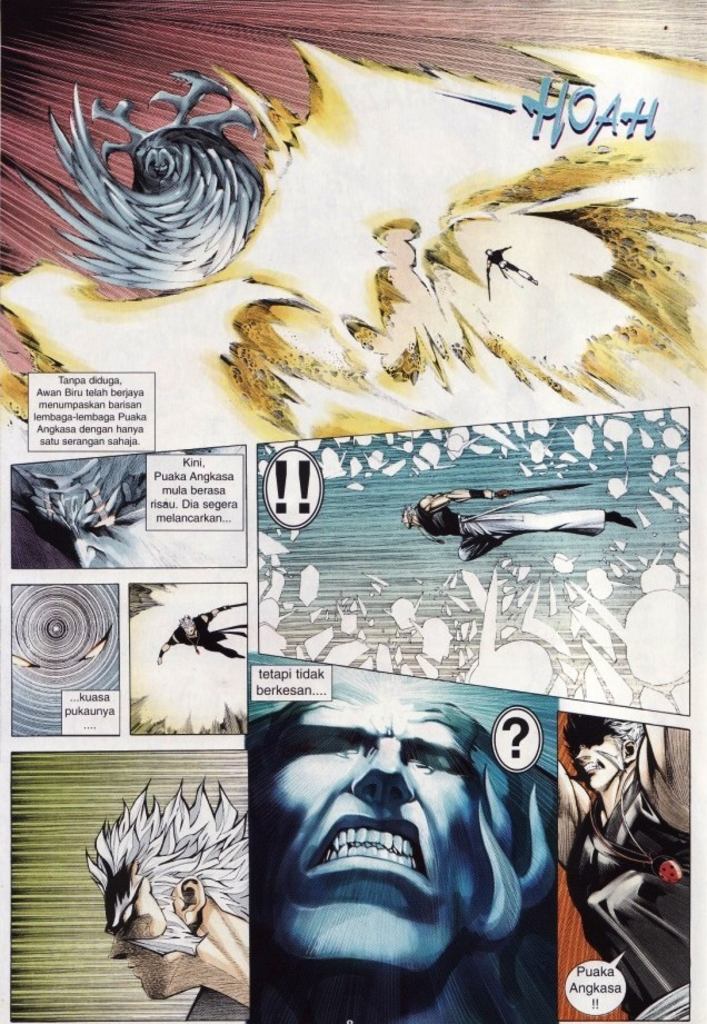 HOAH
Tanpa diduga,
Awan Biru telah berjaya
menumpaskan barisan
lembaga-lembaga Puaka
Angkasa dengan hanya
satu serangan sahaja.
Kini,
Puaka Angkasa
mula berasa
risau. Dia segera
melancarkan...
!!
...kuasa
pukaunya
....
tetapi tidak
berkesan....
?
Puaka
Angkasa
!!
8